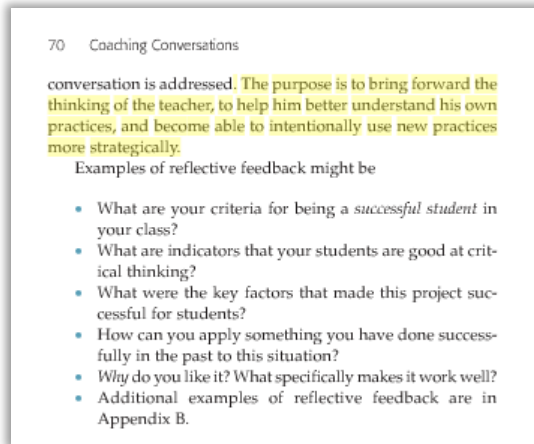 70 Coaching Conversations
conversation is addressed. The purpose is to bring forward the
thinking of the teacher, to help him better understand his own
practices, and become able to intentionally use new practices
more strategically.
Examples of reflective feedback might be
• What are your criteria for being a successful student in
your class?
• What are indicators that your students are good at crit-
ical thinking?
• What were the key factors that made this project suc-
cessful for students?
• How can you apply something you have done success-
fully in the past to this situation?
• Why do you like it? What specifically makes it work well?
• Additional examples of reflective feedback are in
Appendix B.